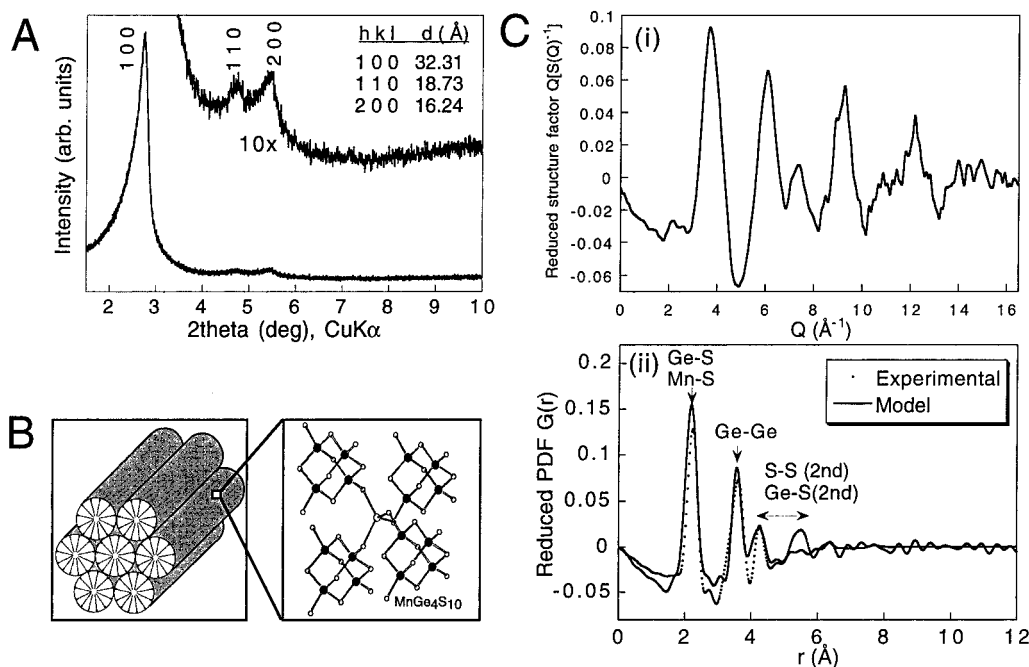 A
100
110
200
h k l d (Å)
1 0 0 32.31
1 1 0 18.73
2 0 0 16.24
10x
Intensity (arb. units)
2 3 4 5 6 7 8 9 10
2theta (deg), CuKα
B
MnGe4S10
C
(i)
Reduced structure factor Q[S(Q)-1]
0.1
0.08
0.06
0.04
0.02
0
-0.02
-0.04
-0.06
0 2 4 6 8 10 12 14 16
Q (Å-1)
(ii)
Reduced PDF G(r)
0.2
0.15
0.10
0.05
0
-0.05
Ge-S
Mn-S
Ge-Ge
S-S (2nd)
Ge-S(2nd)
Experimental
Model
0 2 4 6 8 10 12
r (Å)